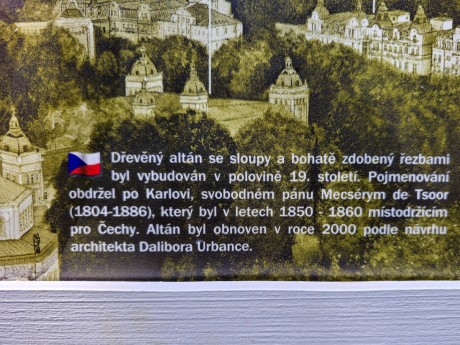 Dřevěný altán se sloupy a bohatě zdobený řezbami
byl vybudován v polovině 19. století. Pojmenování
obdržel po Karlovi, svobodném pánu Mecsérym de Tsoor
(1804-1886), který byl v letech 1850 - 1860 místodržícím
pro Čechy. Altán byl obnoven v roce 2000 podle návrhu
architekta Dalibora Urbance.